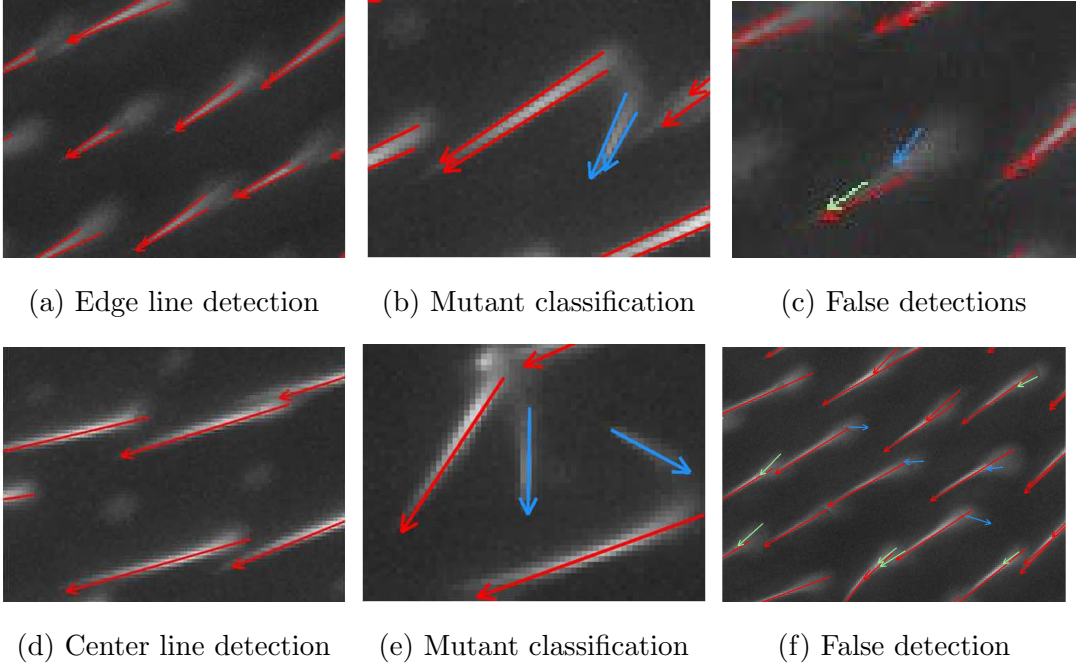 (a) Edge line detection
(b) Mutant classification
(c) False detections
(d) Center line detection
(e) Mutant classification
(f) False detection